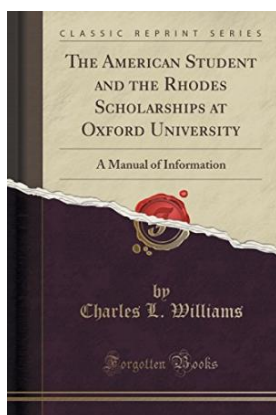 CLASSIC REPRINT SERIES
THE AMERICAN STUDENT
AND THE RHODES
SCHOLARSHIPS AT
OXFORD UNIVERSITY
A Manual of Information
by
Charles L. Williams
Forgotten Books